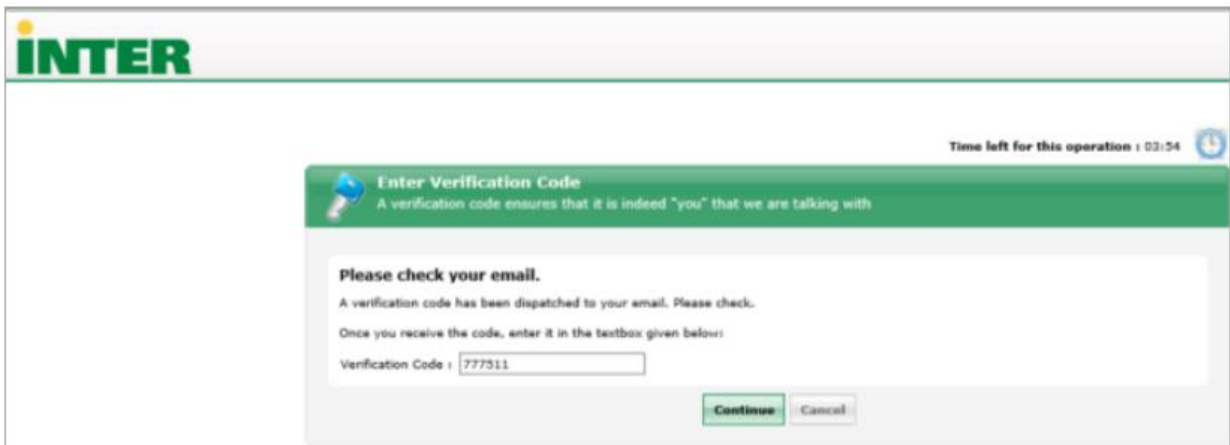 INTER
Time left for this operation : 03:54
Enter Verification Code
A verification code ensures that it is indeed "you" that we are talking with
Please check your email.
A verification code has been dispatched to your email. Please check.
Once you receive the code, enter it in the textbox given below:
Verification Code : 777511
Continue Cancel